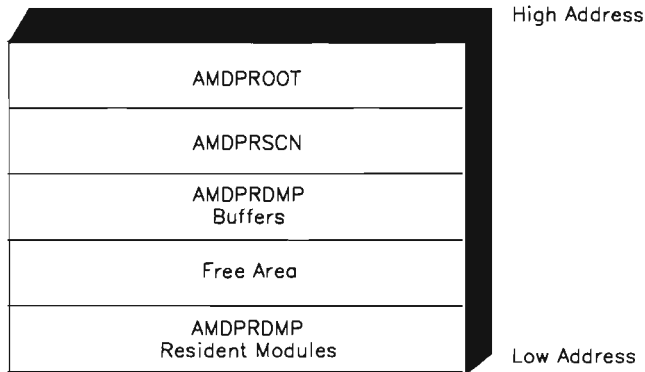 High Address
AMDPROOT
AMDPRSCN
AMDPRDMP
Buffers
Free Area
AMDPRDMP
Resident Modules
Low Address